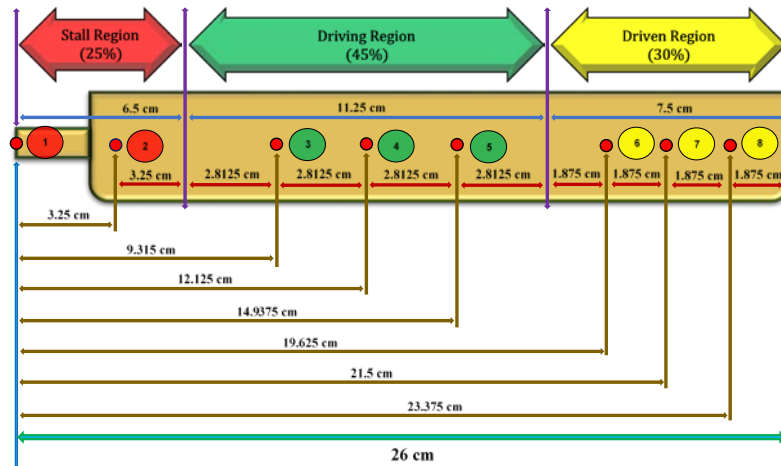 Stall Region
(25%)
Driving Region
(45%)
Driven Region
(30%)
6.5 cm
11.25 cm
7.5 cm
1
2
3
4
5
6
7
8
3.25 cm
2.8125 cm
2.8125 cm
2.8125 cm
2.8125 cm
1.875 cm
1.875 cm
1.875 cm
1.875 cm
3.25 cm
9.315 cm
12.125 cm
14.9375 cm
19.625 cm
21.5 cm
23.375 cm
26 cm